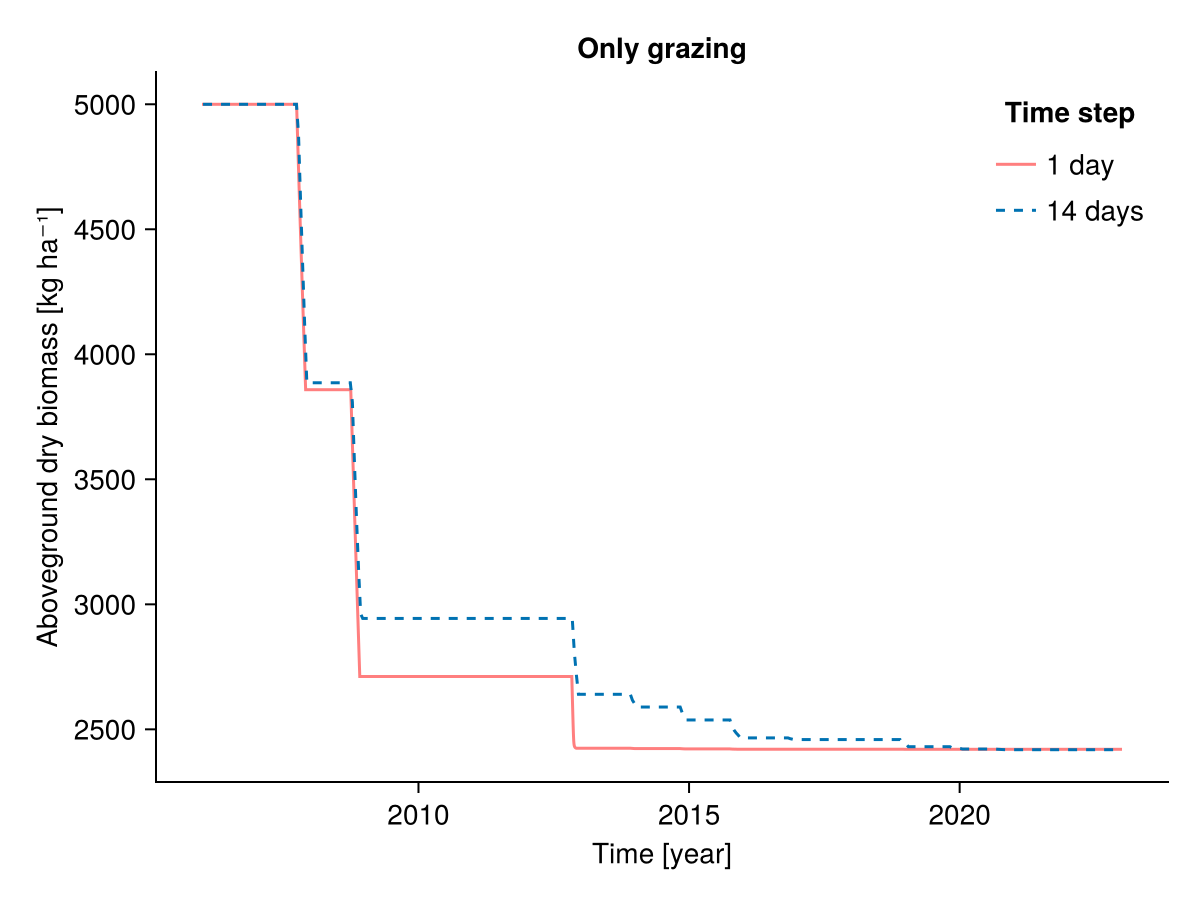 Only grazing
Time step
1 day
14 days
Aboveground dry biomass [kg ha⁻¹]
5000
4500
4000
3500
3000
2500
2010
2015
2020
Time [year]